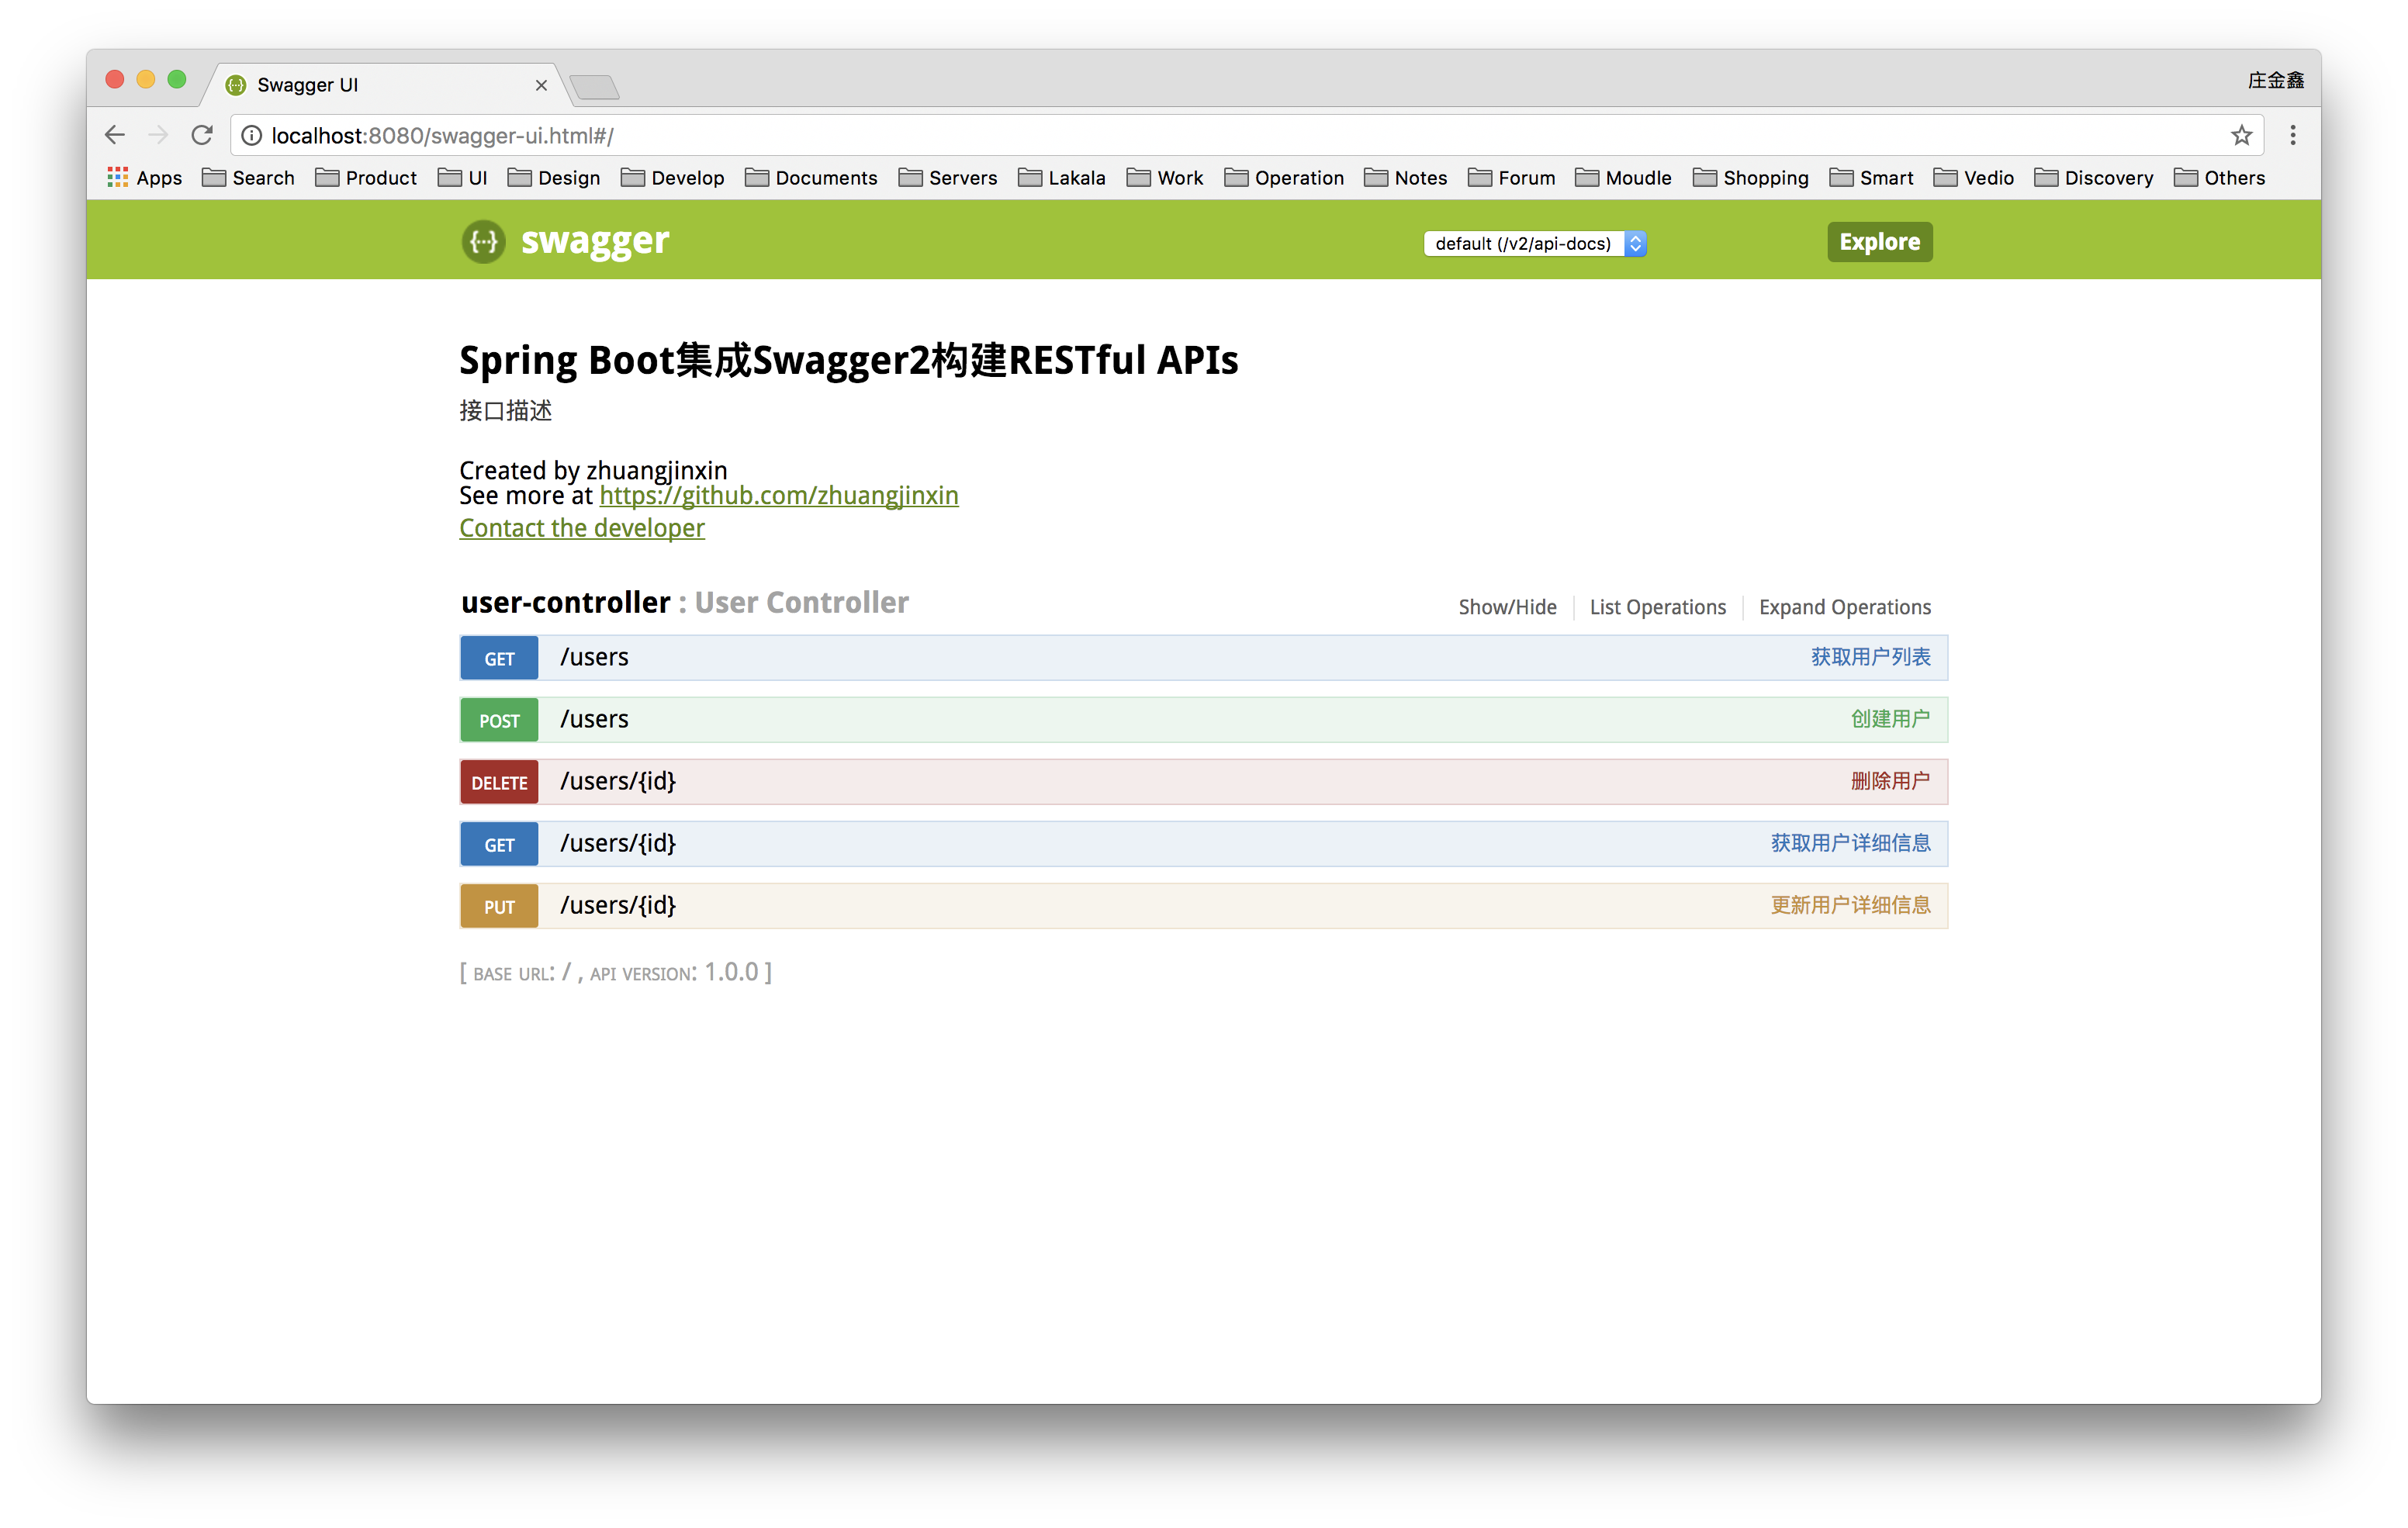 Swagger UI
庄金鑫
localhost:8080/swagger-ui.html#/
Apps Search Product UI Design Develop Documents Servers Lakala Work Operation Notes Forum Moudle Shopping Smart Vedio Discovery Others
{···} swagger default (/v2/api-docs) Explore
Spring Boot集成Swagger2构建RESTful APIs
接口描述
Created by zhuangjinxin
See more at https://github.com/zhuangjinxin
Contact the developer
user-controller : User Controller Show/Hide List Operations Expand Operations
GET /users 获取用户列表
POST /users 创建用户
DELETE /users/{id} 删除用户
GET /users/{id} 获取用户详细信息
PUT /users/{id} 更新用户详细信息
[ BASE URL: / , API VERSION: 1.0.0 ]